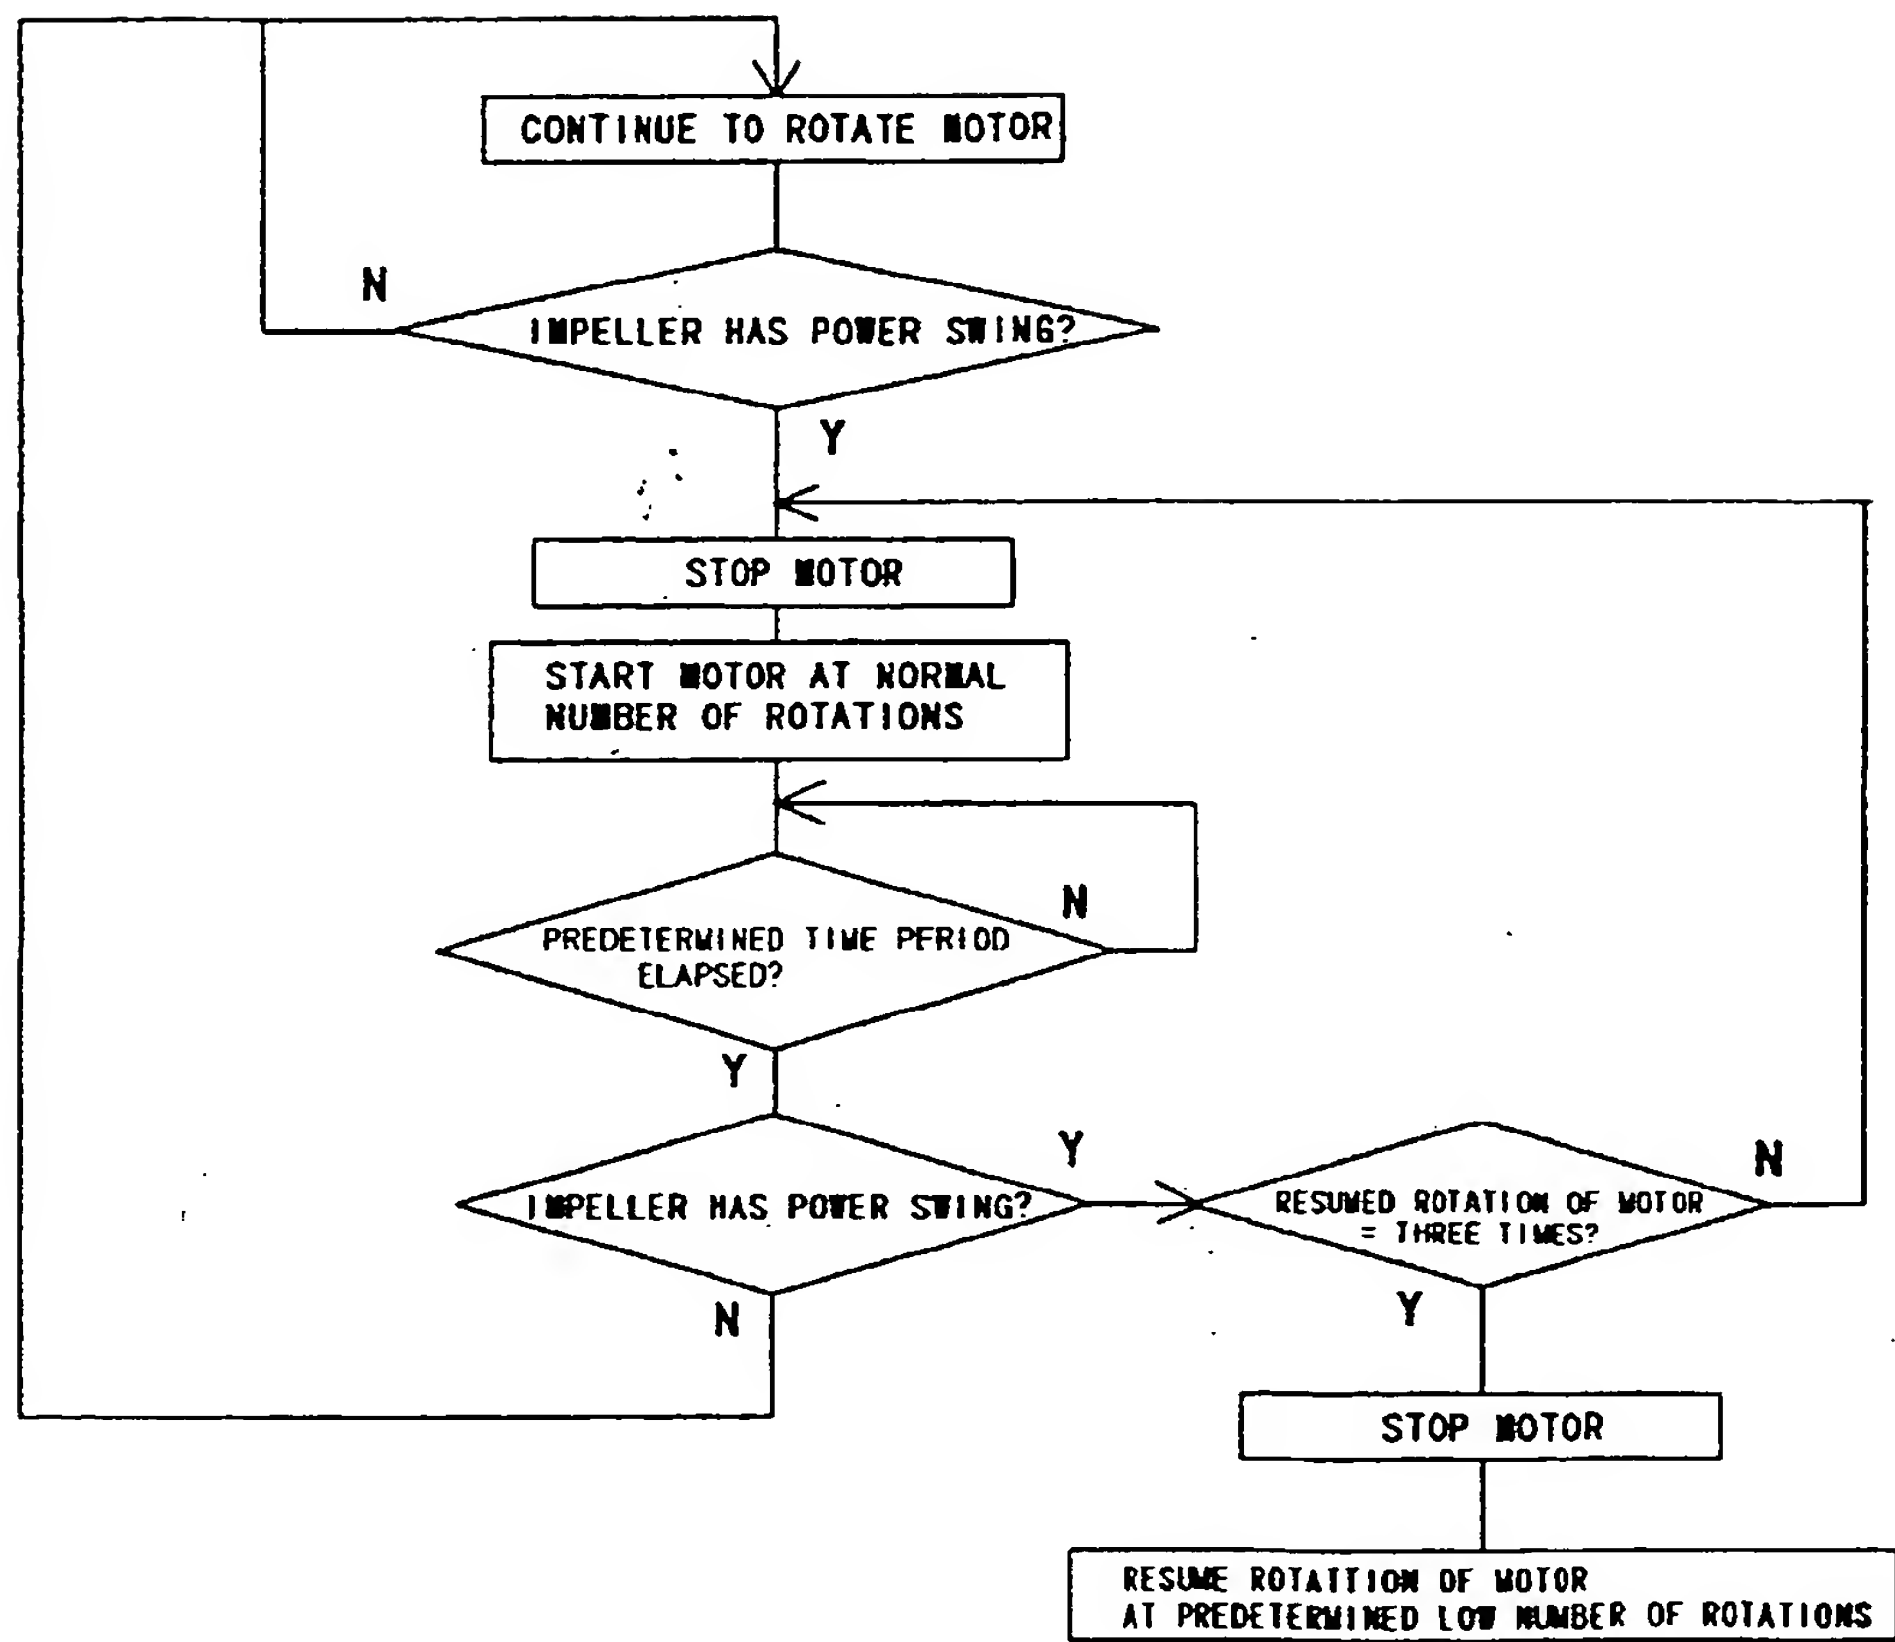 CONTINUE TO ROTATE MOTOR
N
IMPELLER HAS POWER SWING?
Y
STOP MOTOR
START MOTOR AT NORMAL
NUMBER OF ROTATIONS
N
PREDETERMINED TIME PERIOD
ELAPSED?
Y
IMPELLER HAS POWER SWING?
Y
N
RESUMED ROTATION OF MOTOR
= THREE TIMES?
N
Y
STOP MOTOR
RESUME ROTATTION OF MOTOR
AT PREDETERMINED LOW NUMBER OF ROTATIONS